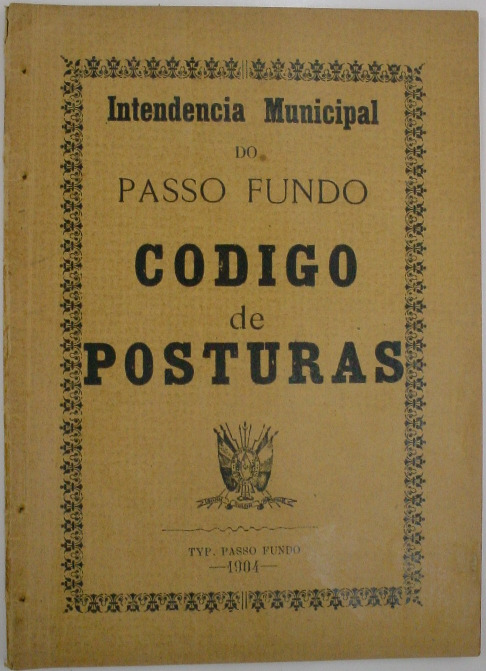 Intendencia Municipal
DO
PASSO FUNDO
CODIGO
de
POSTURAS
TYP. PASSO FUNDO
—1904—